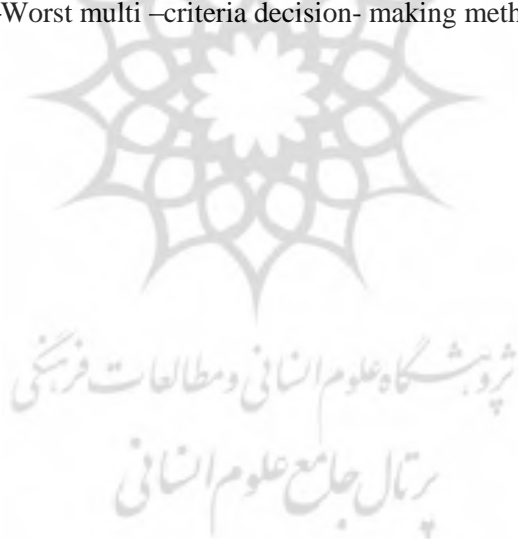 -Worst multi –criteria decision- making meth
پژوهشگاه علوم انسانی و مطالعات فرهنگی
پرتال جامع علوم انسانی